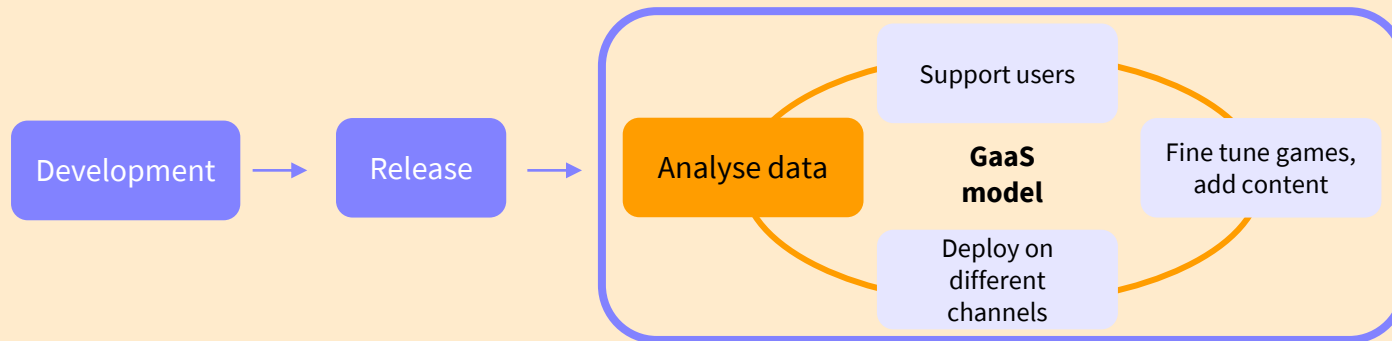 Development
Release
Analyse data
Support users
GaaS
model
Fine tune games,
add content
Deploy on
different
channels